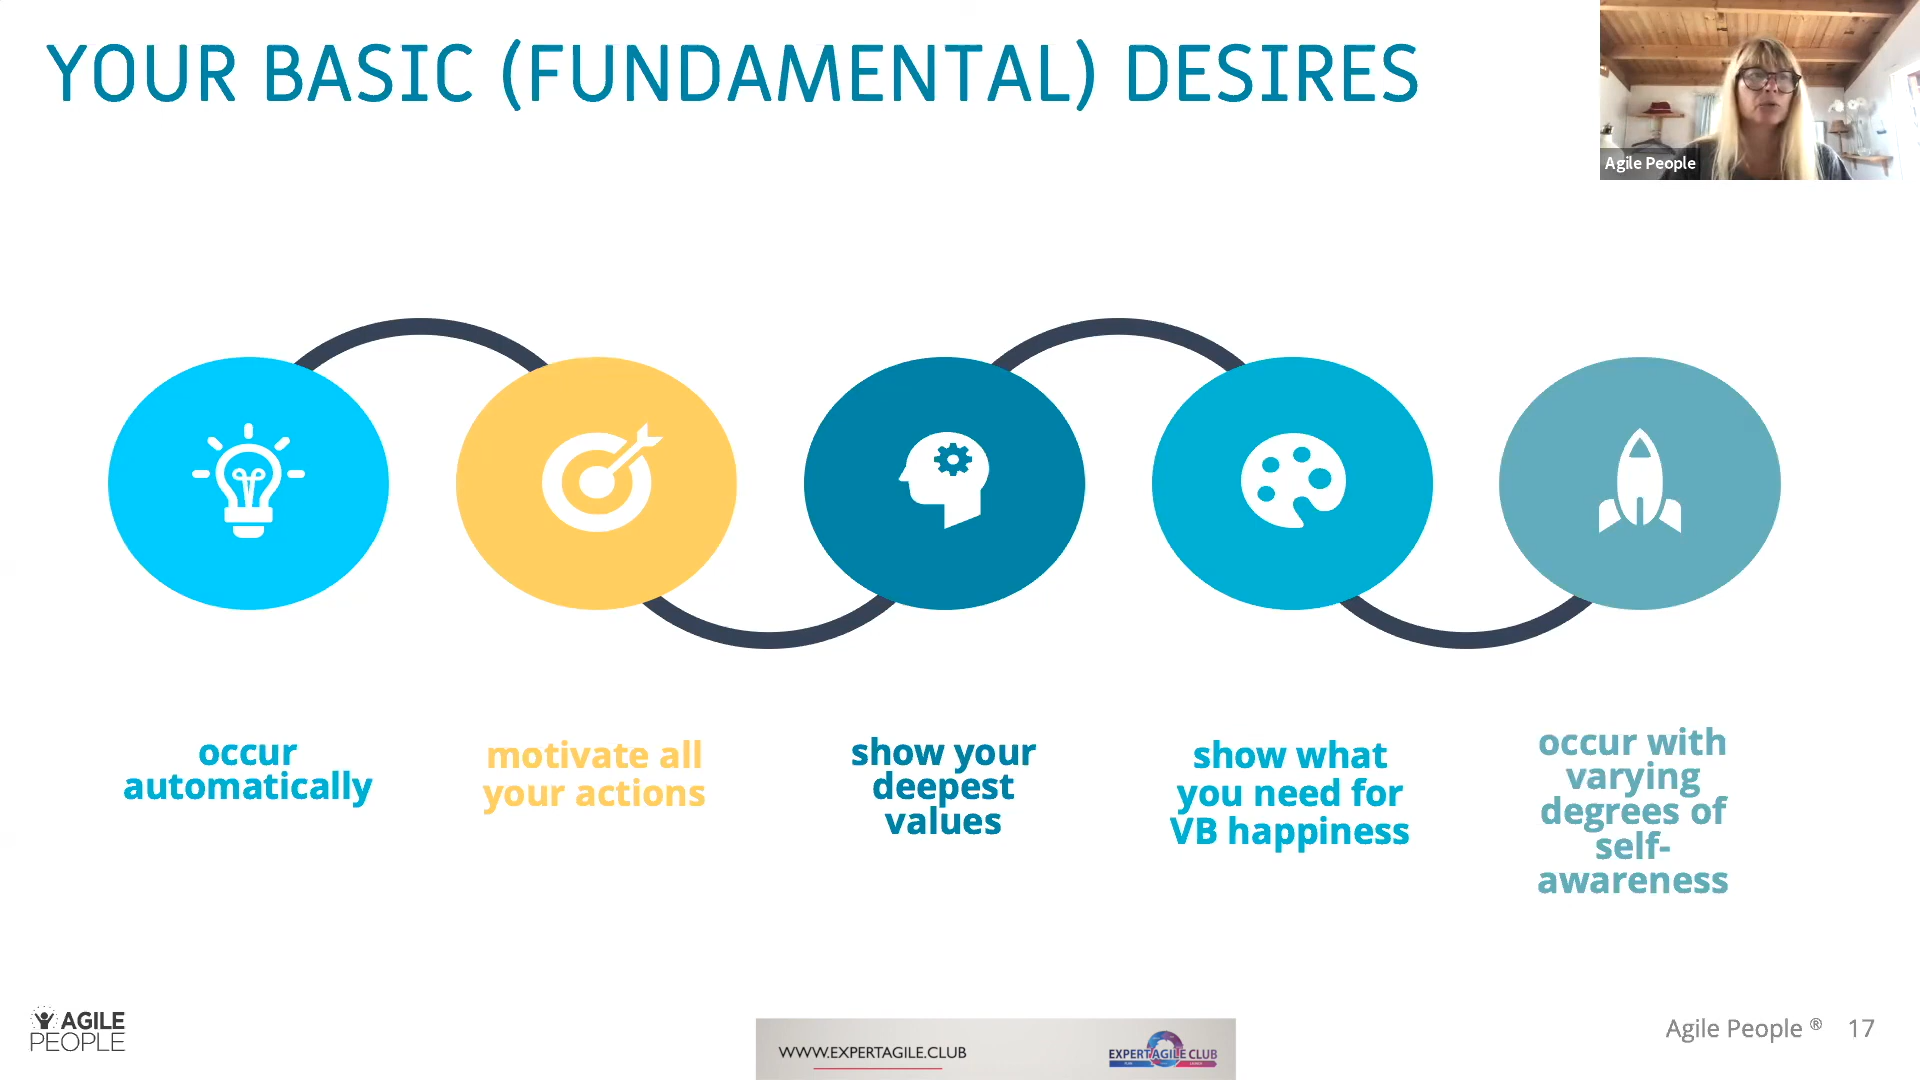 YOUR BASIC (FUNDAMENTAL) DESIRES
Agile People
occur
automatically
motivate all
your actions
show your
deepest
values
show what
you need for
VB happiness
occur with
varying
degrees of
self-
awareness
AGILE
PEOPLE
WWW.EXPERTAGILE.CLUB
EXPERT AGILE CLUB
Agile People ® 17